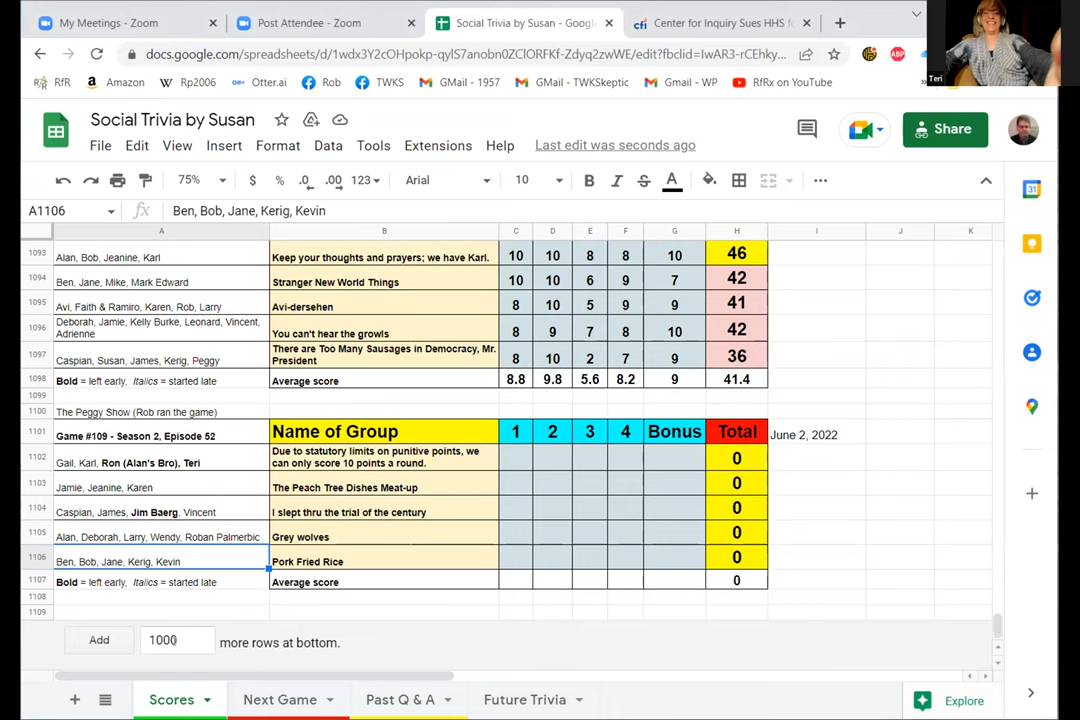 My Meetings - Zoom
Post Attendee - Zoom
Social Trivia by Susan - Google
cfi Center for Inquiry Sues HHS fo
docs.google.com/spreadsheets/d/1wdx3Y2cOHpokp-qylS7anobn0ZClORFKf-Zdyq2zwWE/edit?fbclid=IwAR3-rCEhky...
ABP
Teri
RfR
Amazon
Rp2006
Otter.ai
Rob
TWKS
GMail - 1957
GMail - TWKSkeptic
Gmail - WP
RfRx on YouTube
Social Trivia by Susan
Share
File Edit View Insert Format Data Tools Extensions Help Last edit was seconds ago
75% $ % .0 .00 123 Arial 10 B I S A
A1106 fx Ben, Bob, Jane, Kerig, Kevin
31
A B C D E F G H I J K
1093 Alan, Bob, Jeanine, Karl Keep your thoughts and prayers; we have Karl. 10 10 8 8 10 46
1094 Ben, Jane, Mike, Mark Edward Stranger New World Things 10 10 6 9 7 42
1095 Avi, Faith & Ramiro, Karen, Rob, Larry Avi-dersehen 8 10 5 9 9 41
1096 Deborah, Jamie, Kelly Burke, Leonard, Vincent, Adrienne You can't hear the growls 8 9 7 8 10 42
1097 Caspian, Susan, James, Kerig, Peggy There are Too Many Sausages in Democracy, Mr. President 8 10 2 7 9 36
1098 Bold = left early, Italics = started late Average score 8.8 9.8 5.6 8.2 9 41.4
1099
1100 The Peggy Show (Rob ran the game)
1101 Game #109 - Season 2, Episode 52 Name of Group 1 2 3 4 Bonus Total June 2, 2022
1102 Gail, Karl, Ron (Alan's Bro), Teri Due to statutory limits on punitive points, we can only score 10 points a round. 0
1103 Jamie, Jeanine, Karen The Peach Tree Dishes Meat-up 0
1104 Caspian, James, Jim Baerg, Vincent I slept thru the trial of the century 0
1105 Alan, Deborah, Larry, Wendy, Roban Palmerbic Grey wolves 0
1106 Ben, Bob, Jane, Kerig, Kevin Pork Fried Rice 0
1107 Bold = left early, Italics = started late Average score 0
1108
1109
Add 1000 more rows at bottom.
Scores Next Game Past Q & A Future Trivia Explore